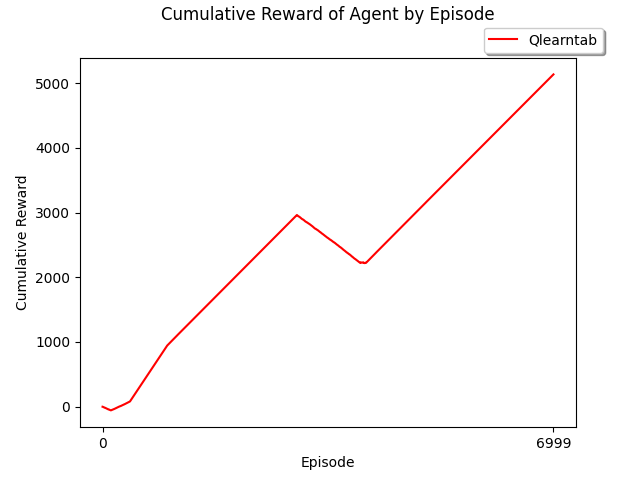 Cumulative Reward of Agent by Episode
Qlearntab
5000
4000
3000
2000
1000
0
Cumulative Reward
0
6999
Episode